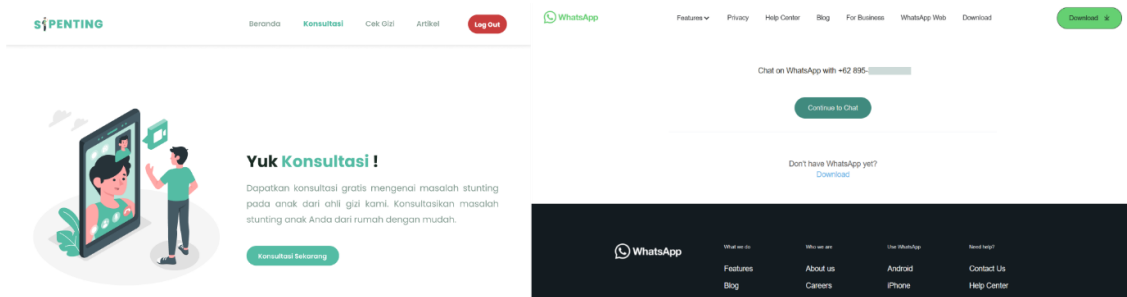 SiPENTING
Beranda Konsultasi Cek Gizi Artikel Log Out
Yuk Konsultasi !
Dapatkan konsultasi gratis mengenai masalah stunting
pada anak dari ahli gizi kami. Konsultasikan masalah
stunting anak Anda dari rumah dengan mudah.
Konsultasi Sekarang
WhatsApp
Features Privacy Help Center Blog For Business WhatsApp Web Download
Download
Chat on WhatsApp with +62 895-
Continue to Chat
Don't have WhatsApp yet?
Download
WhatsApp
What we do Who we are Use WhatsApp Need help?
Features About us Android Contact Us
Blog Careers iPhone Help Center